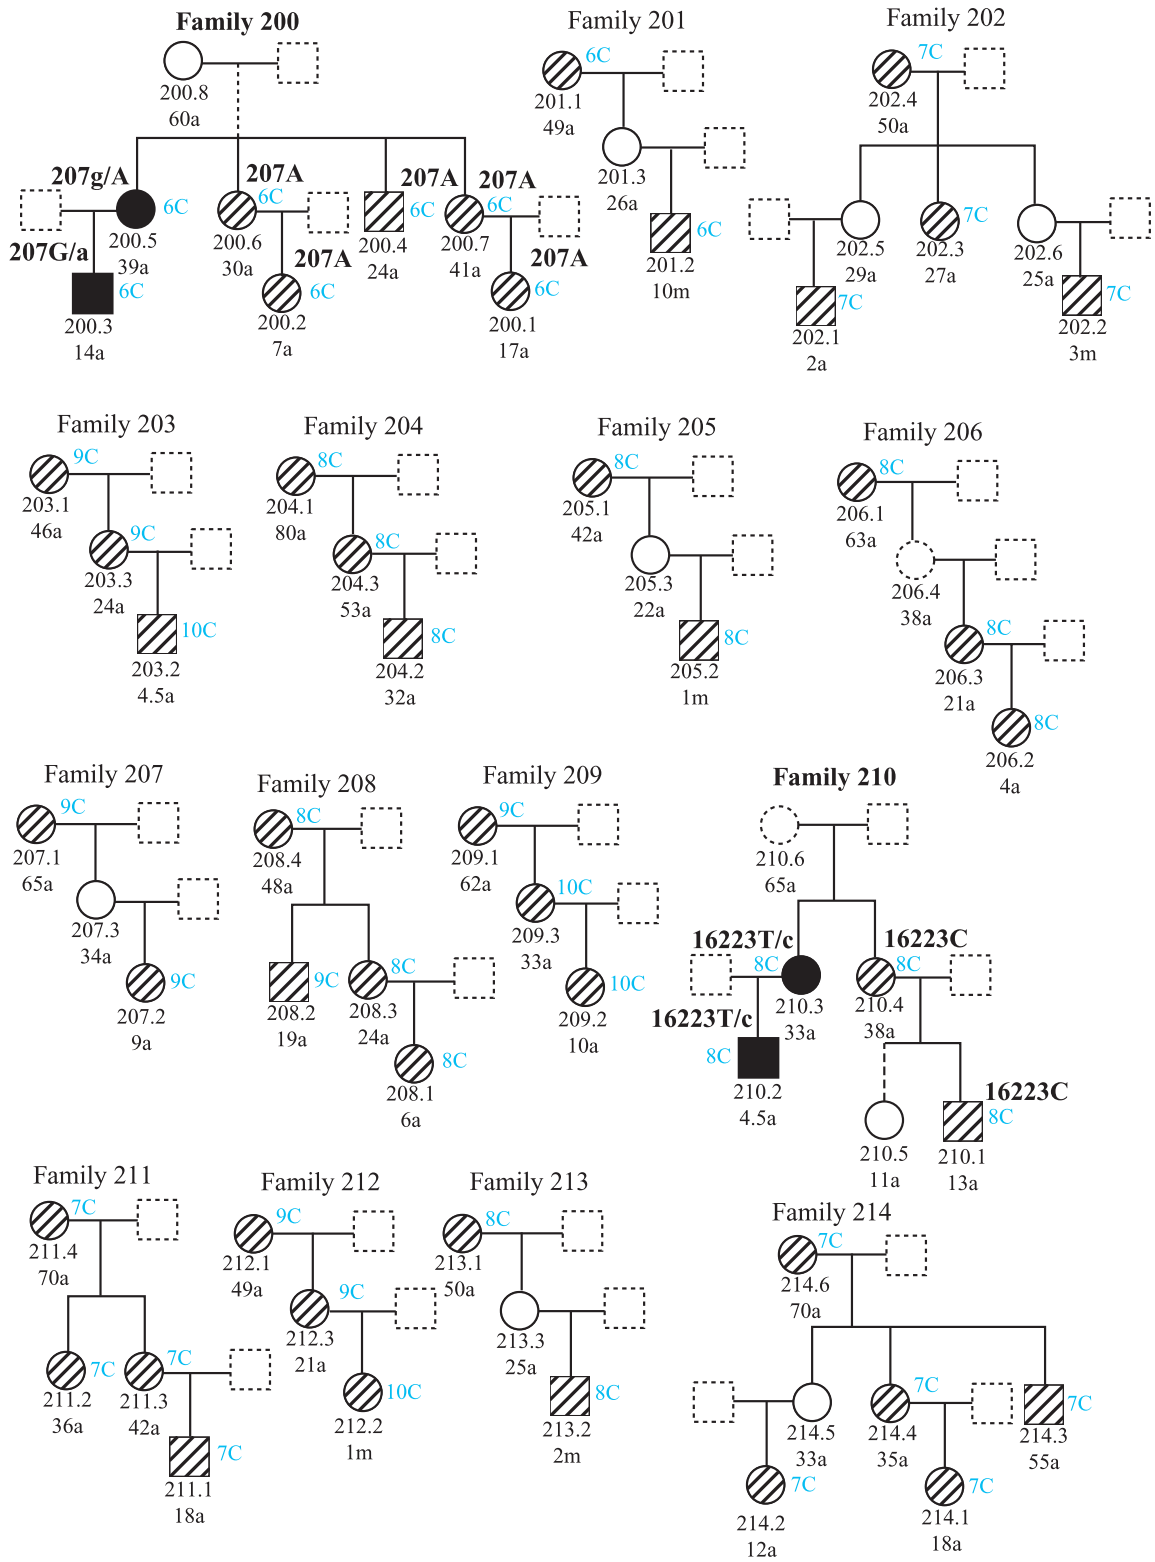 Family 200
200.8
60a
207g/A
6C
200.5
39a
207A
6C
200.6
30a
207A
6C
200.4
24a
207A
6C
200.7
41a
207G/a
6C
200.3
14a
207A
6C
200.2
7a
207A
6C
200.1
17a
Family 201
6C
201.1
49a
201.3
26a
6C
201.2
10m
Family 202
7C
202.4
50a
202.5
29a
7C
202.3
27a
202.6
25a
7C
202.1
2a
7C
202.2
3m
Family 203
9C
203.1
46a
9C
203.3
24a
10C
203.2
4.5a
Family 204
8C
204.1
80a
8C
204.3
53a
8C
204.2
32a
Family 205
8C
205.1
42a
205.3
22a
8C
205.2
1m
Family 206
8C
206.1
63a
206.4
38a
8C
206.3
21a
8C
206.2
4a
Family 207
9C
207.1
65a
207.3
34a
9C
207.2
9a
Family 208
8C
208.4
48a
9C
208.2
19a
8C
208.3
24a
8C
208.1
6a
Family 209
9C
209.1
62a
10C
209.3
33a
10C
209.2
10a
Family 210
210.6
65a
16223T/c
8C
210.3
33a
16223C
8C
210.4
38a
16223T/c
8C
210.2
4.5a
210.5
11a
16223C
8C
210.1
13a
Family 211
7C
211.4
70a
7C
211.2
36a
7C
211.3
42a
7C
211.1
18a
Family 212
9C
212.1
49a
9C
212.3
21a
10C
212.2
1m
Family 213
8C
213.1
50a
213.3
25a
8C
213.2
2m
Family 214
7C
214.6
70a
214.5
33a
7C
214.4
35a
7C
214.3
55a
7C
214.2
12a
7C
214.1
18a